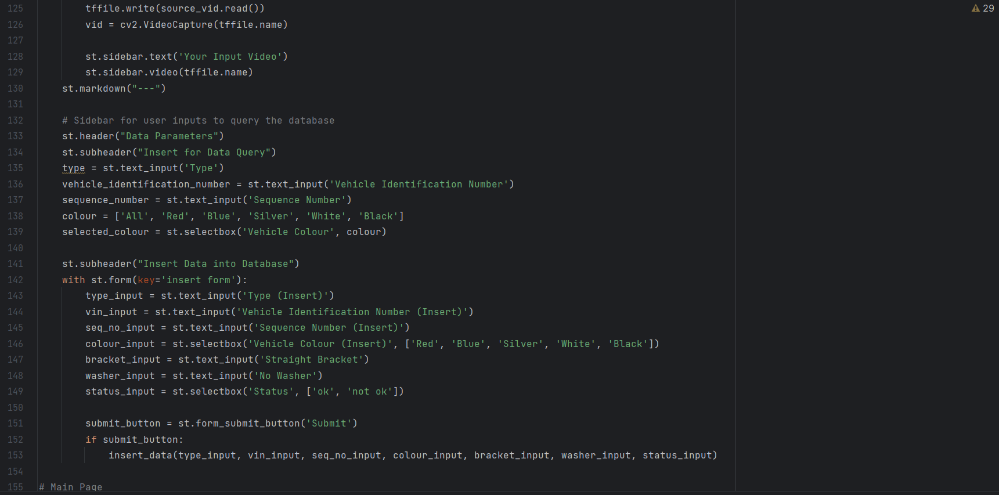 29
125 tffile.write(source_vid.read())
126 vid = cv2.VideoCapture(tffile.name)
127
128 st.sidebar.text('Your Input Video')
129 st.sidebar.video(tffile.name)
130 st.markdown("---")
131
132 # Sidebar for user inputs to query the database
133 st.header("Data Parameters")
134 st.subheader("Insert for Data Query")
135 type = st.text_input('Type')
136 vehicle_identification_number = st.text_input('Vehicle Identification Number')
137 sequence_number = st.text_input('Sequence Number')
138 colour = ['All', 'Red', 'Blue', 'Silver', 'White', 'Black']
139 selected_colour = st.selectbox('Vehicle Colour', colour)
140
141 st.subheader("Insert Data into Database")
142 with st.form(key='insert form'):
143 type_input = st.text_input('Type (Insert)')
144 vin_input = st.text_input('Vehicle Identification Number (Insert)')
145 seq_no_input = st.text_input('Sequence Number (Insert)')
146 colour_input = st.selectbox('Vehicle Colour (Insert)', ['Red', 'Blue', 'Silver', 'White', 'Black'])
147 bracket_input = st.text_input('Straight Bracket')
148 washer_input = st.text_input('No Washer')
149 status_input = st.selectbox('Status', ['ok', 'not ok'])
150
151 submit_button = st.form_submit_button('Submit')
152 if submit_button:
153 insert_data(type_input, vin_input, seq_no_input, colour_input, bracket_input, washer_input, status_input)
154
155 # Main Page